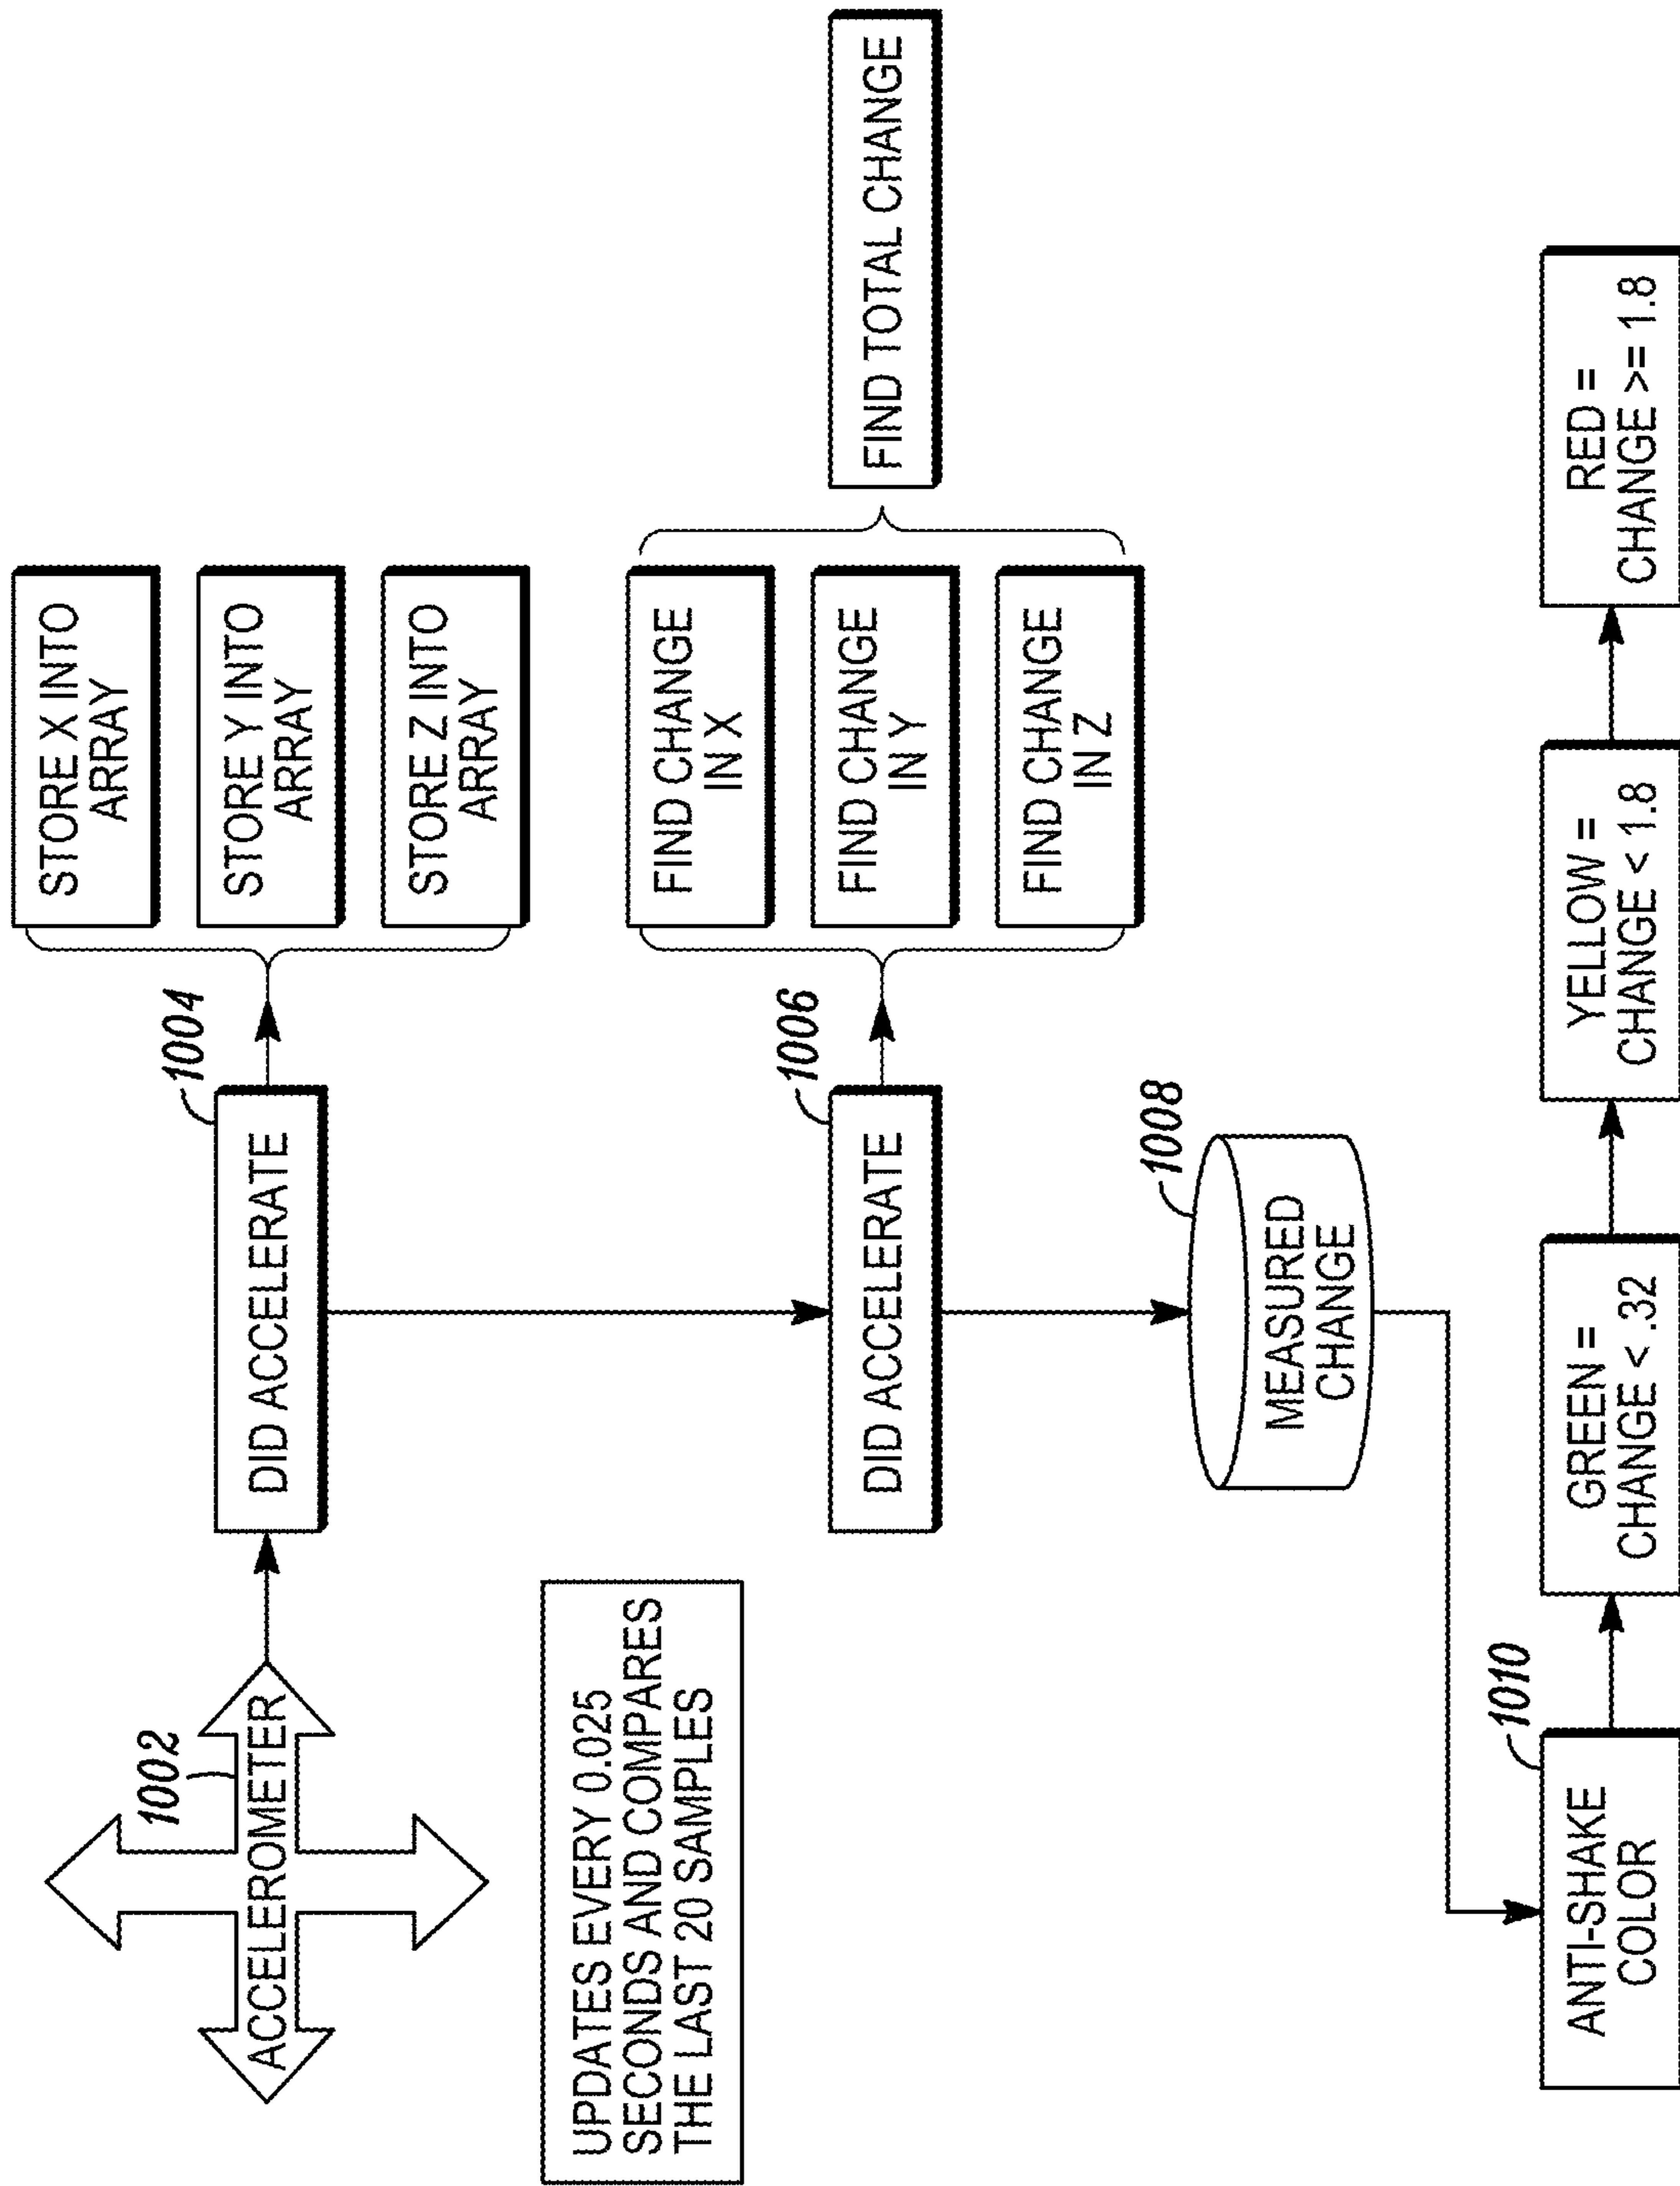 1002
ACCELEROMETER
1004
DID ACCELERATE
STORE X INTO
ARRAY
STORE Y INTO
ARRAY
STORE Z INTO
ARRAY
UPDATES EVERY 0.025
SECONDS AND COMPARES
THE LAST 20 SAMPLES
1006
DID ACCELERATE
FIND CHANGE
IN X
FIND CHANGE
IN Y
FIND CHANGE
IN Z
FIND TOTAL CHANGE
1008
MEASURED
CHANGE
1010
ANTI-SHAKE
COLOR
GREEN =
CHANGE < .32
YELLOW =
CHANGE < 1.8
RED =
CHANGE >= 1.8